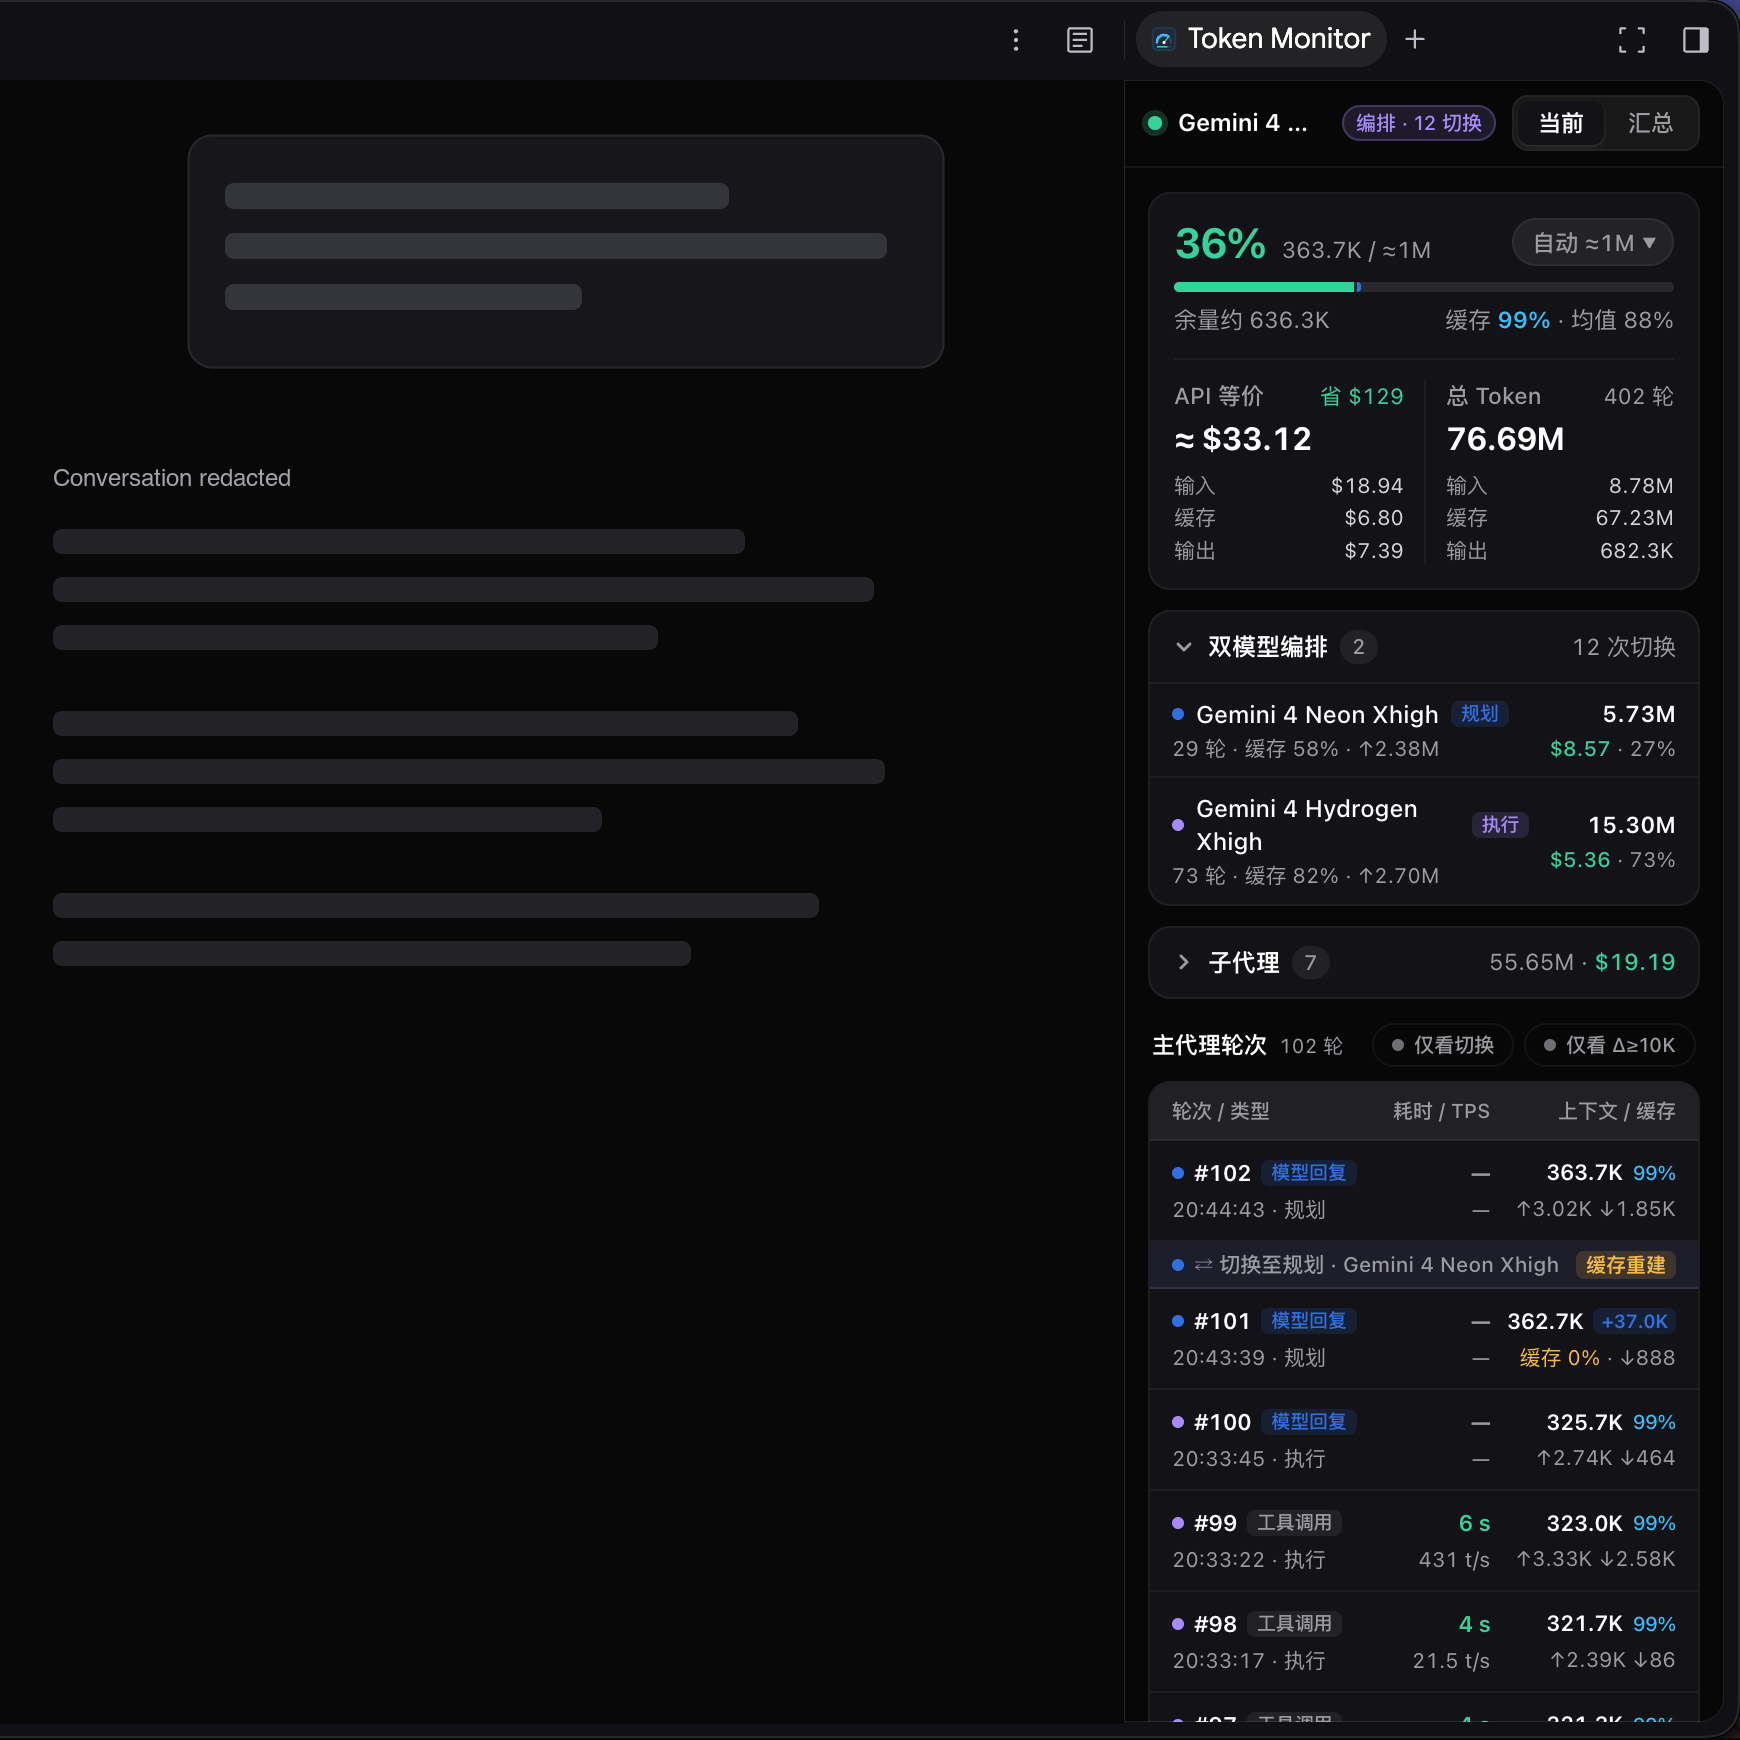 Token Monitor
Gemini 4 ... 编排 · 12 切换 当前 汇总
36% 363.7K / ≈1M 自动 ≈1M ▼
余量约 636.3K 缓存 99% · 均值 88%
API 等价 省 $129 总 Token 402 轮
≈ $33.12 76.69M
输入 $18.94 输入 8.78M
缓存 $6.80 缓存 67.23M
输出 $7.39 输出 682.3K
Conversation redacted
双模型编排 2 12 次切换
Gemini 4 Neon Xhigh 规划 5.73M
29 轮 · 缓存 58% · ↑2.38M $8.57 · 27%
Gemini 4 Hydrogen
Xhigh 执行 15.30M
73 轮 · 缓存 82% · ↑2.70M $5.36 · 73%
子代理 7 55.65M · $19.19
主代理轮次 102 轮 仅看切换 仅看 Δ≥10K
轮次 / 类型 耗时 / TPS 上下文 / 缓存
#102 模型回复 — 363.7K 99%
20:44:43 · 规划 — ↑3.02K ↓1.85K
⇄ 切换至规划 · Gemini 4 Neon Xhigh 缓存重建
#101 模型回复 — 362.7K +37.0K
20:43:39 · 规划 — 缓存 0% · ↓888
#100 模型回复 — 325.7K 99%
20:33:45 · 执行 — ↑2.74K ↓464
#99 工具调用 6 s 323.0K 99%
20:33:22 · 执行 431 t/s ↑3.33K ↓2.58K
#98 工具调用 4 s 321.7K 99%
20:33:17 · 执行 21.5 t/s ↑2.39K ↓86
#97 工具调用 4 s 321.2K 99%